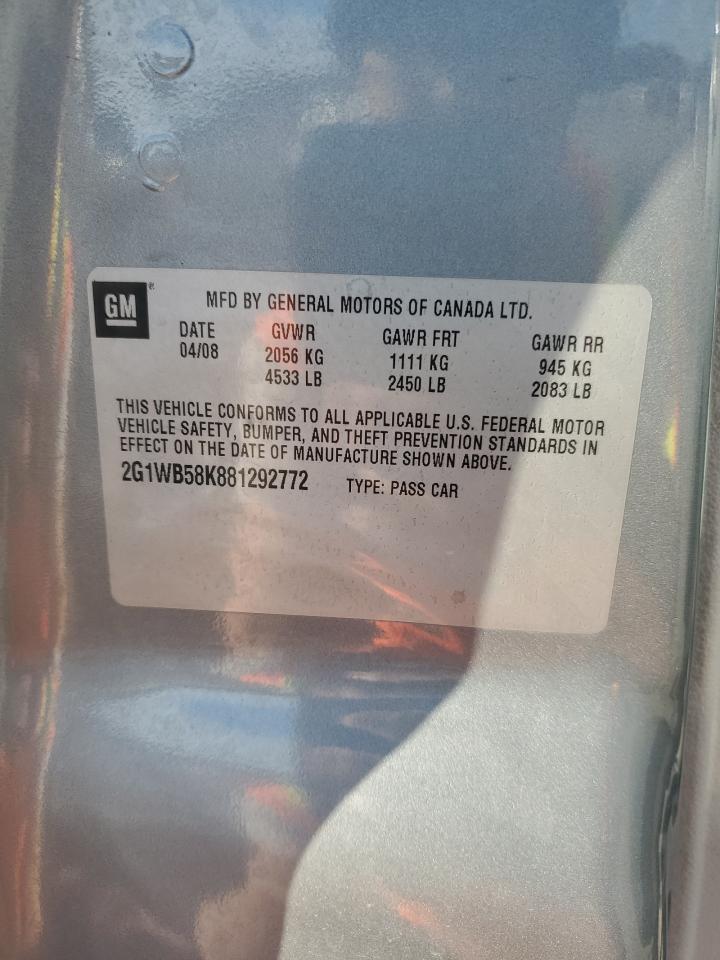 GM
MFD BY GENERAL MOTORS OF CANADA LTD.
DATE GVWR GAWR FRT GAWR RR
04/08 2056 KG 1111 KG 945 KG
4533 LB 2450 LB 2083 LB
THIS VEHICLE CONFORMS TO ALL APPLICABLE U.S. FEDERAL MOTOR
VEHICLE SAFETY, BUMPER, AND THEFT PREVENTION STANDARDS IN
EFFECT ON THE DATE OF MANUFACTURE SHOWN ABOVE.
2G1WB58K881292772 TYPE: PASS CAR